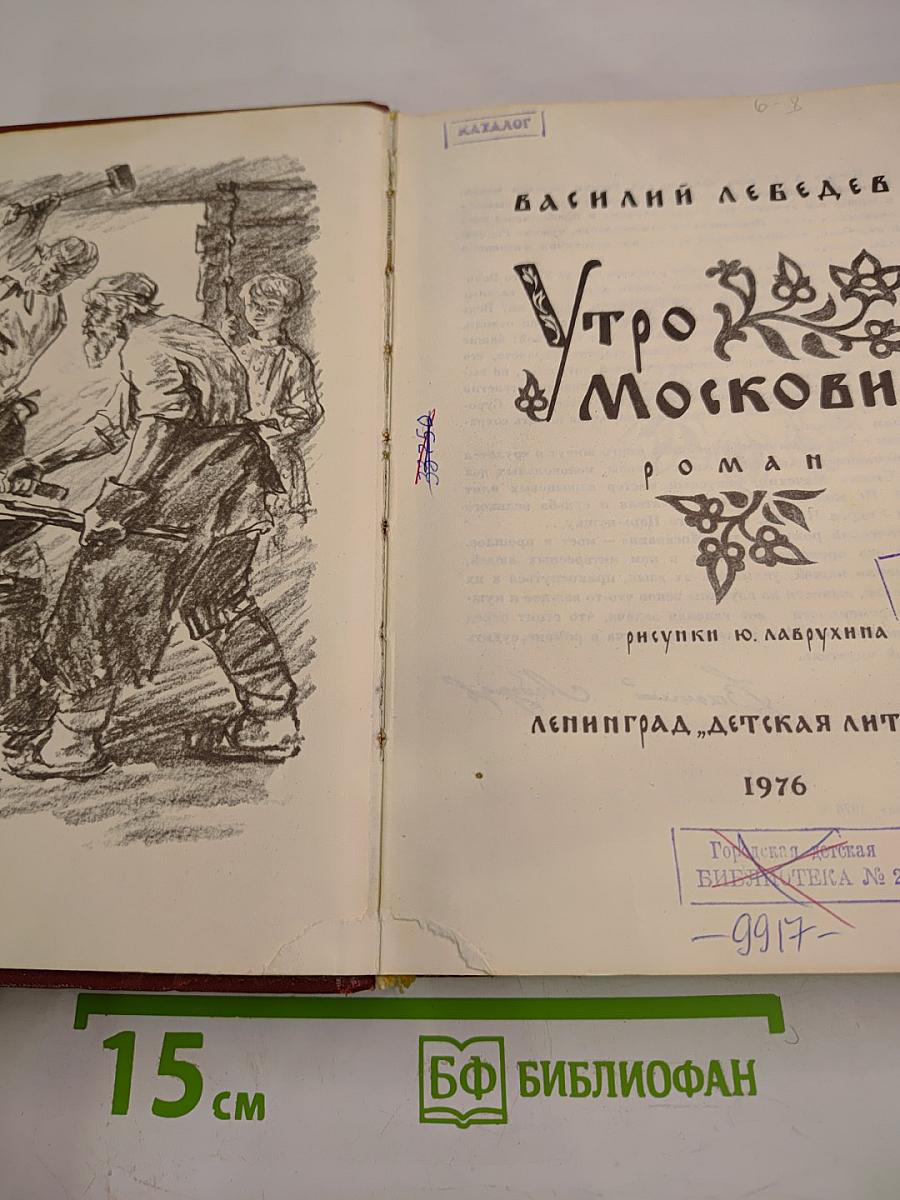 6-8
КАТАЛОГ
ВАСИЛИЙ ЛЕБЕДЕВ
УТРО
МОСКОВИ
РОМАН
РИСУНКИ Ю. ЛАВРУХИНА
ЛЕНИНГРАД „ДЕТСКАЯ ЛИТ
1976
Городская детская
БИБЛИОТЕКА № 2
-9917-
15 см
БФ БИБЛИОФАН